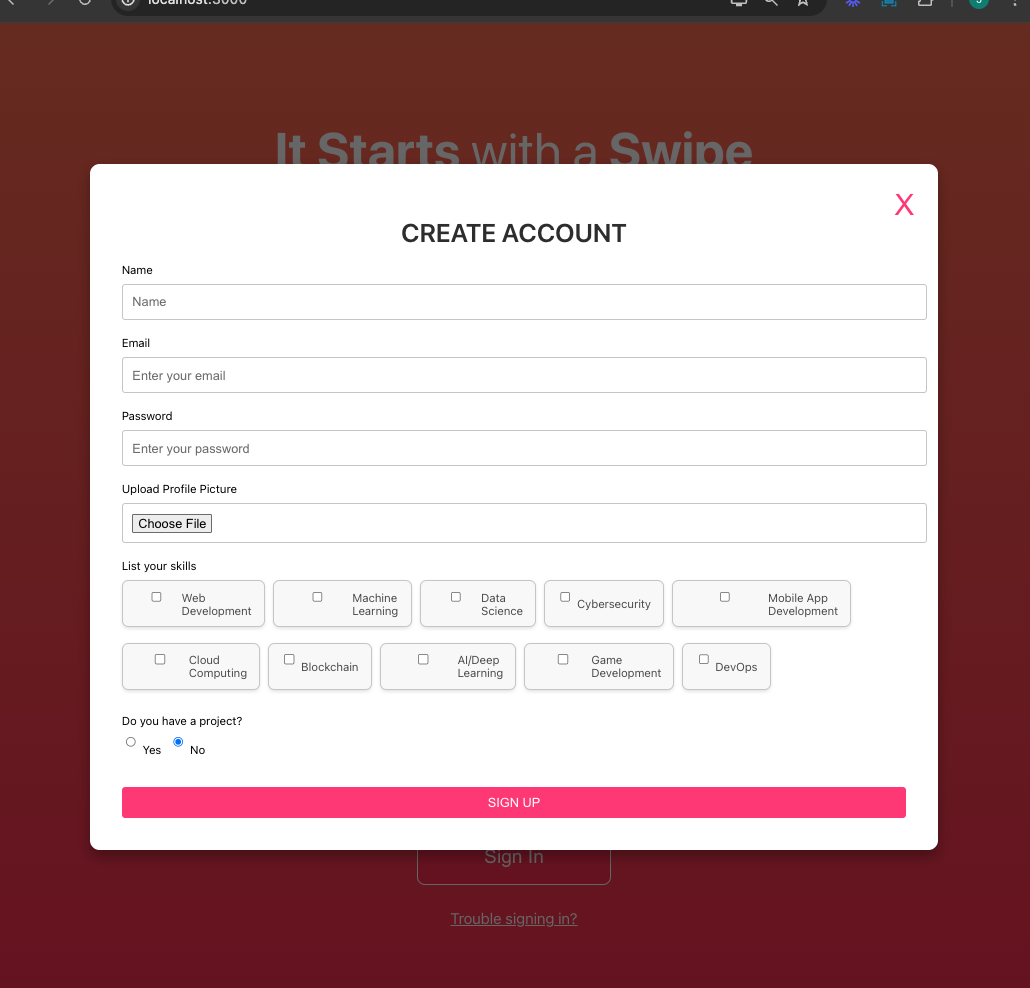 localhost:3000
It Starts with a Swipe
X
CREATE ACCOUNT
Name
Name
Email
Enter your email
Password
Enter your password
Upload Profile Picture
Choose File
List your skills
Web
Development
Machine
Learning
Data
Science
Cybersecurity
Mobile App
Development
Cloud
Computing
Blockchain
AI/Deep
Learning
Game
Development
DevOps
Do you have a project?
Yes
No
SIGN UP
Sign In
Trouble signing in?